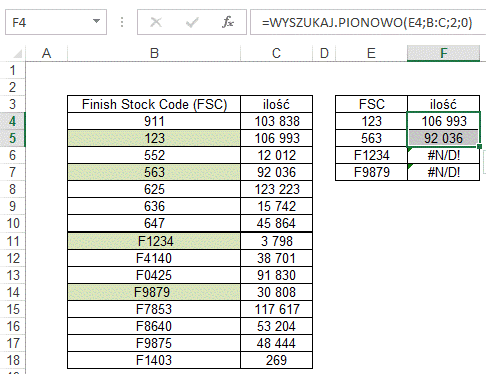 F4 fx =WYSZUKAJ.PIONOWO(E4;B:C;2;0)
A B C D E F
1
2
3 Finish Stock Code (FSC) ilość FSC ilość
4 911 103 838 123 106 993
5 123 106 993 563 92 036
6 552 12 012 F1234 #N/D!
7 563 92 036 F9879 #N/D!
8 625 123 223
9 636 15 742
10 647 45 864
11 F1234 3 798
12 F4140 38 701
13 F0425 91 830
14 F9879 30 808
15 F7853 117 617
16 F8640 53 204
17 F9875 48 444
18 F1403 269